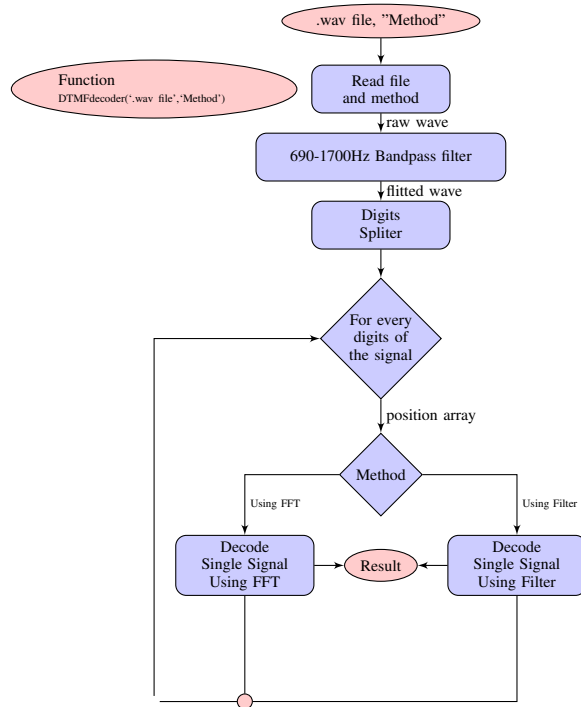 .wav file, ”Method”
Function
DTMFdecoder(‘.wav file’,‘Method’)
Read file
and method
raw wave
690-1700Hz Bandpass filter
flitted wave
Digits
Spliter
For every
digits of
the signal
position array
Method
Using FFT
Using Filter
Decode
Single Signal
Using FFT
Result
Decode
Single Signal
Using Filter